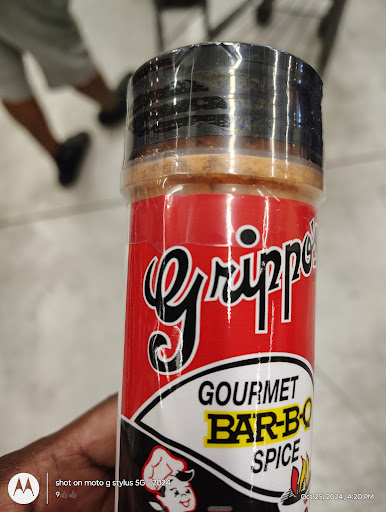 Grippo's
GOURMET
BAR-B-Q
SPICE
shot on moto g stylus 5G - 2024
Oct 25, 2024, 4:20 PM